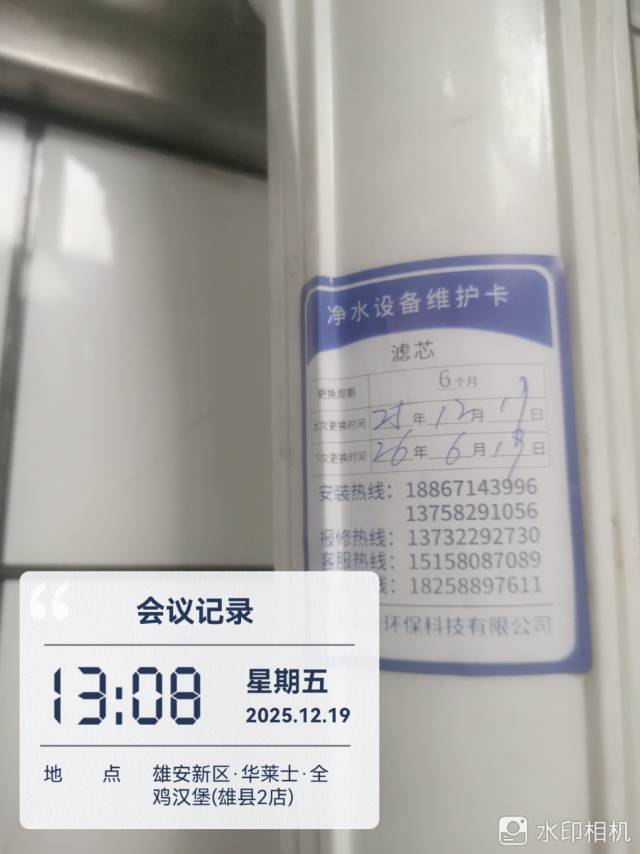 净水设备维护卡
滤芯
更换周期 6个月
次更换时间 25年12月19日
次更换时间 26年6月19日
安装热线：18867143996
13758291056
报修热线：13732292730
客服热线：15158087089
线：18258897611
环保科技有限公司
会议记录
13:08
星期五
2025.12.19
地 点 雄安新区·华莱士·全
鸡汉堡(雄县2店)
水印相机